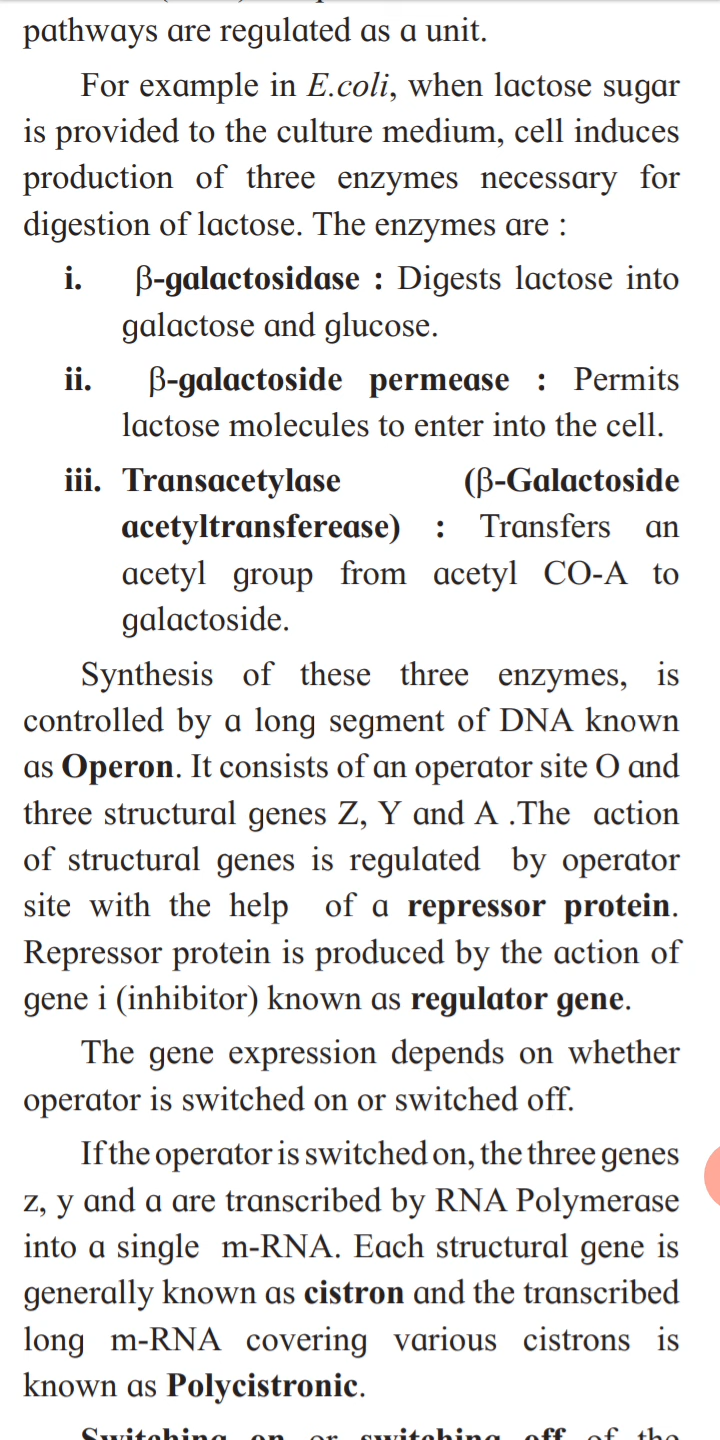 pathways are regulated as a unit.
For example in E.coli, when lactose sugar
is provided to the culture medium, cell induces
production of three enzymes necessary for
digestion of lactose. The enzymes are :
i. β-galactosidase : Digests lactose into
galactose and glucose.
ii. β-galactoside permease : Permits
lactose molecules to enter into the cell.
iii. Transacetylase (β-Galactoside
acetyltransferease) : Transfers an
acetyl group from acetyl CO-A to
galactoside.
Synthesis of these three enzymes, is
controlled by a long segment of DNA known
as Operon. It consists of an operator site O and
three structural genes Z, Y and A .The action
of structural genes is regulated by operator
site with the help of a repressor protein.
Repressor protein is produced by the action of
gene i (inhibitor) known as regulator gene.
The gene expression depends on whether
operator is switched on or switched off.
If the operator is switched on, the three genes
z, y and a are transcribed by RNA Polymerase
into a single m-RNA. Each structural gene is
generally known as cistron and the transcribed
long m-RNA covering various cistrons is
known as Polycistronic.
Switching on or switching off of the